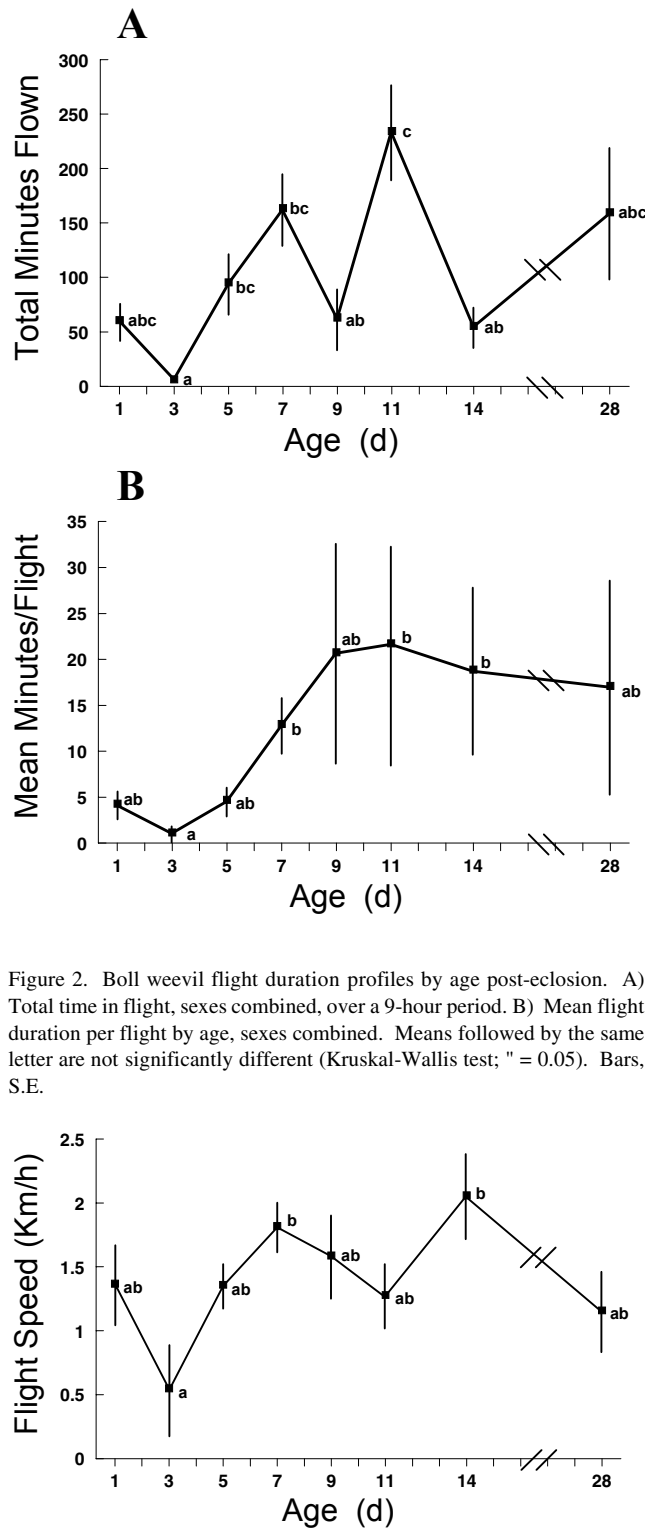 A
Total Minutes Flown
300
250
200
150
100
50
0
abc
a
bc
bc
ab
c
ab
abc
1 3 5 7 9 11 14 28
Age (d)
B
Mean Minutes/Flight
35
30
25
20
15
10
5
0
ab
a
ab
b
ab
b
b
ab
1 3 5 7 9 11 14 28
Age (d)
Figure 2. Boll weevil flight duration profiles by age post-eclosion. A)
Total time in flight, sexes combined, over a 9-hour period. B) Mean flight
duration per flight by age, sexes combined. Means followed by the same
letter are not significantly different (Kruskal-Wallis test; " = 0.05). Bars,
S.E.
Flight Speed (Km/h)
2.5
2
1.5
1
0.5
0
ab
a
ab
b
ab
ab
b
ab
1 3 5 7 9 11 14 28
Age (d)